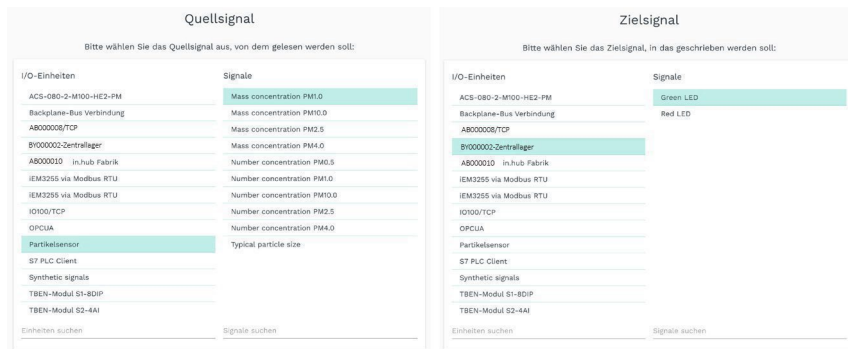 Quellsignal
Bitte wählen Sie das Quellsignal aus, von dem gelesen werden soll:
I/O-Einheiten
ACS-080-2-M100-HE2-PM
Backplane-Bus Verbindung
AB000008/TCP
BY000002-Zentrallager
AB000010 in.hub Fabrik
iEM3255 via Modbus RTU
iEM3255 via Modbus RTU
IO100/TCP
OPCUA
Partikelsensor
S7 PLC Client
Synthetic signals
TBEN-Modul S1-8DIP
TBEN-Modul S2-4AI
Einheiten suchen
Signale
Mass concentration PM1.0
Mass concentration PM10.0
Mass concentration PM2.5
Mass concentration PM4.0
Number concentration PM0.5
Number concentration PM1.0
Number concentration PM10.0
Number concentration PM2.5
Number concentration PM4.0
Typical particle size
Signale suchen
Zielsignal
Bitte wählen Sie das Zielsignal, in das geschrieben werden soll:
I/O-Einheiten
ACS-080-2-M100-HE2-PM
Backplane-Bus Verbindung
AB000008/TCP
BY000002-Zentrallager
AB000010 in.hub Fabrik
iEM3255 via Modbus RTU
iEM3255 via Modbus RTU
IO100/TCP
OPCUA
Partikelsensor
S7 PLC Client
Synthetic signals
TBEN-Modul S1-8DIP
TBEN-Modul S2-4AI
Einheiten suchen
Signale
Green LED
Red LED
Signale suchen